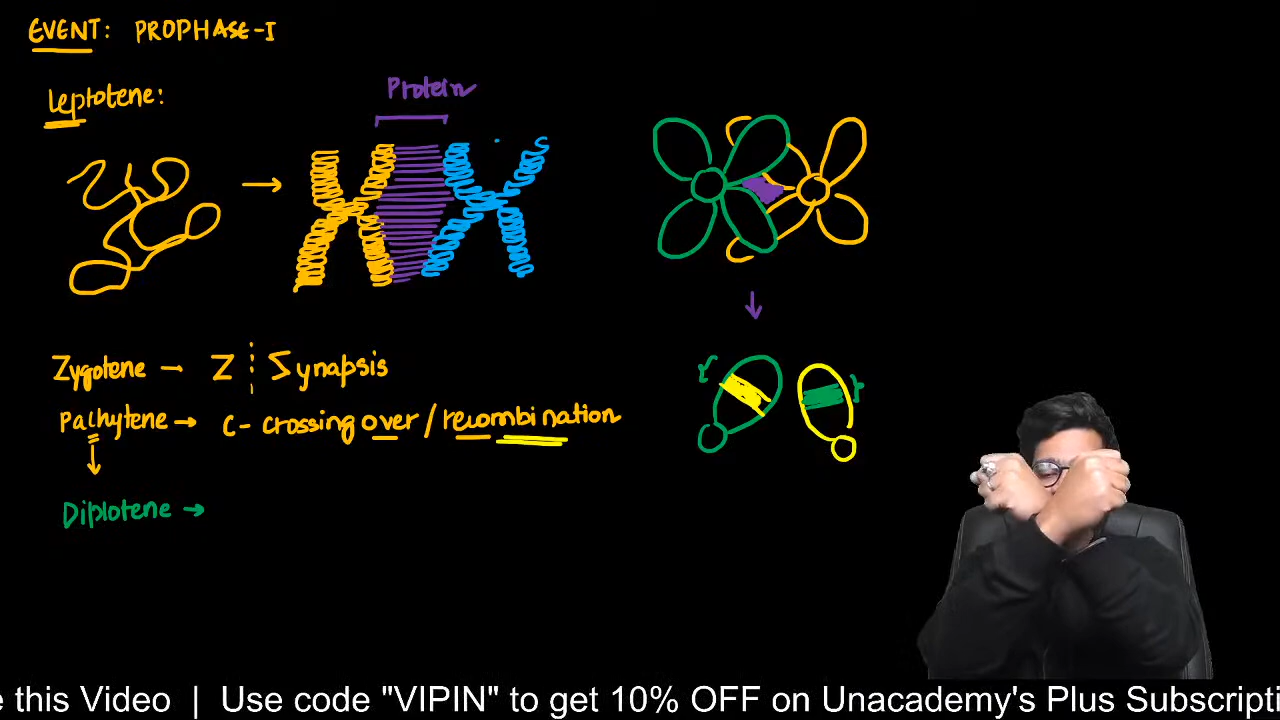 EVENT: PROPHASE-I
Leptotene:
Protein
Zygotene → Z Synapsis
Pachytene → C- crossing over / recombination
Diplotene →
e this Video | Use code "VIPIN" to get 10% OFF on Unacademy's Plus Subscripti